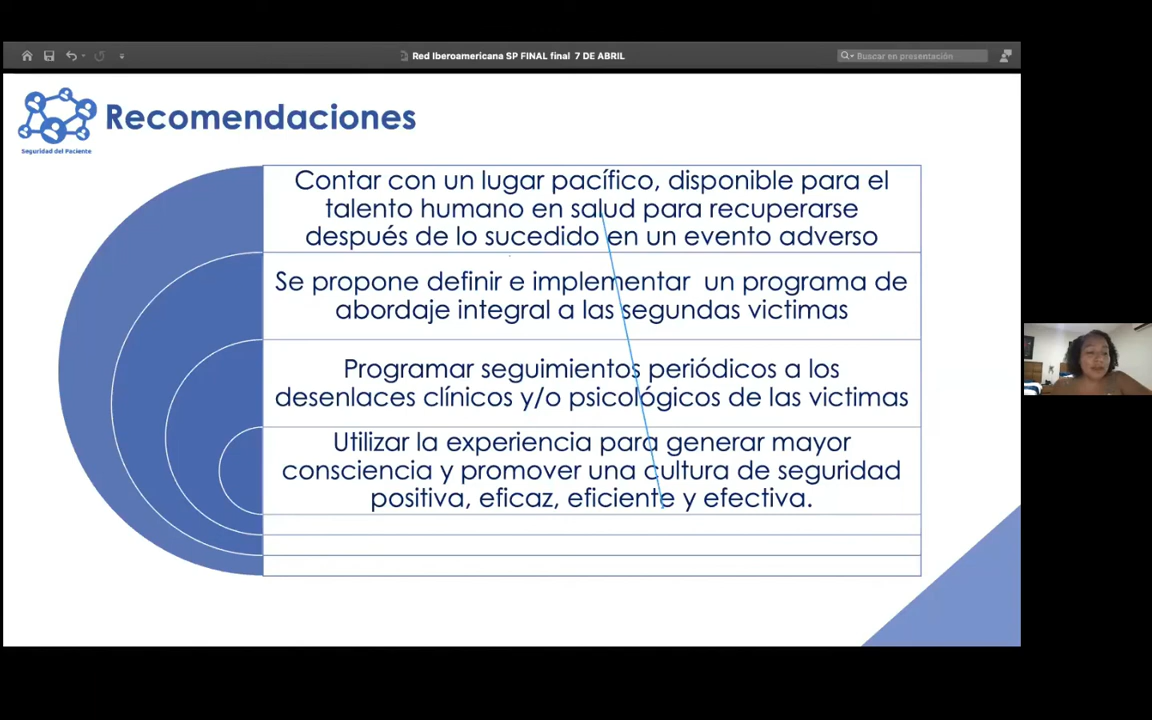 Red Iberoamericana SP FINAL final 7 DE ABRIL
Buscar en presentación
Recomendaciones
Seguridad del Paciente
Contar con un lugar pacífico, disponible para el
talento humano en salud para recuperarse
después de lo sucedido en un evento adverso
Se propone definir e implementar un programa de
abordaje integral a las segundas victimas
Programar seguimientos periódicos a los
desenlaces clínicos y/o psicológicos de las victimas
Utilizar la experiencia para generar mayor
consciencia y promover una cultura de seguridad
positiva, eficaz, eficiente y efectiva.